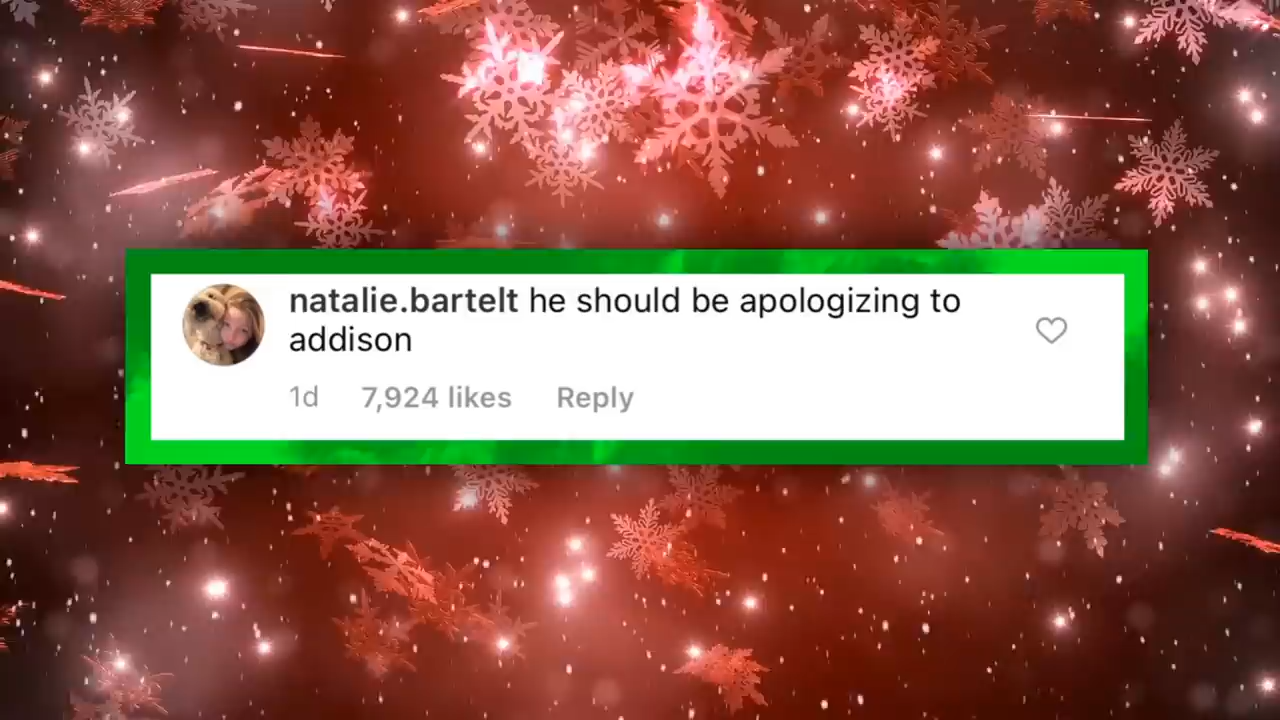 natalie.bartelt he should be apologizing to
addison
1d 7,924 likes Reply